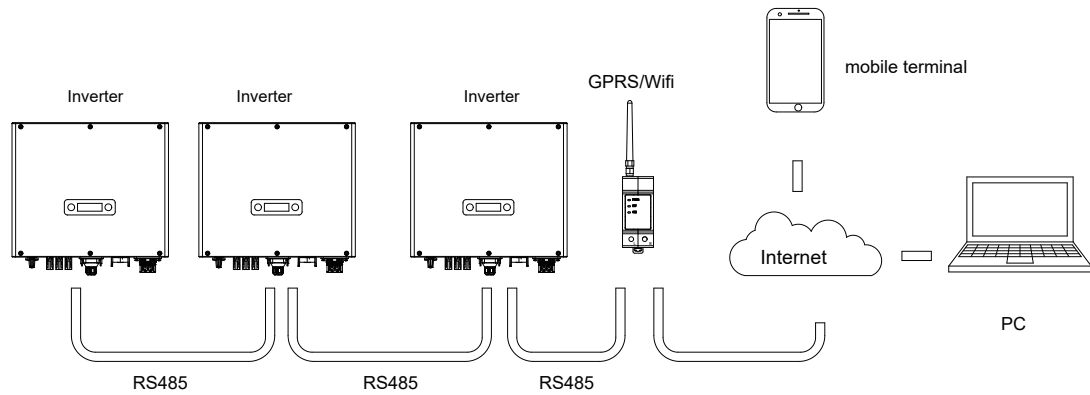 mobile terminal
GPRS/Wifi
Inverter
Inverter
Inverter
Internet
PC
RS485
RS485
RS485